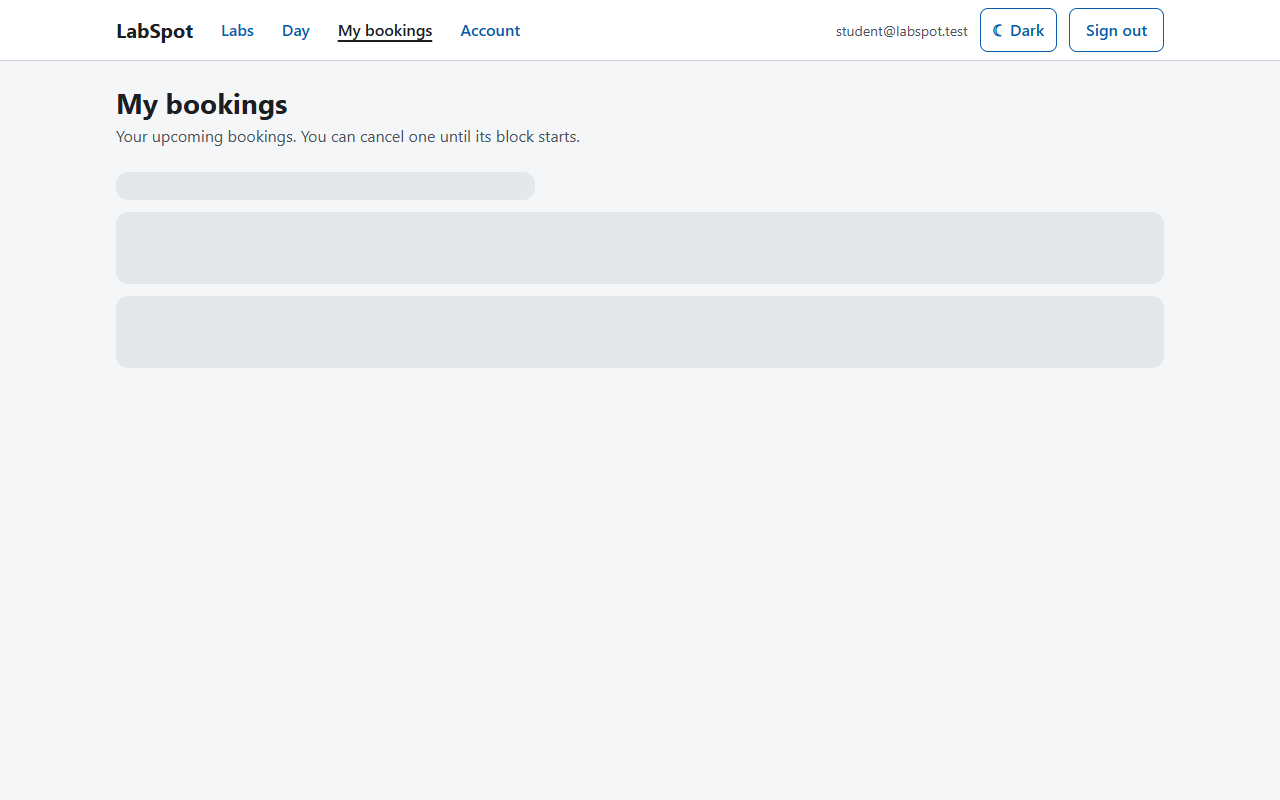 LabSpot Labs Day My bookings Account student@labspot.test ☾ Dark Sign out
My bookings
Your upcoming bookings. You can cancel one until its block starts.